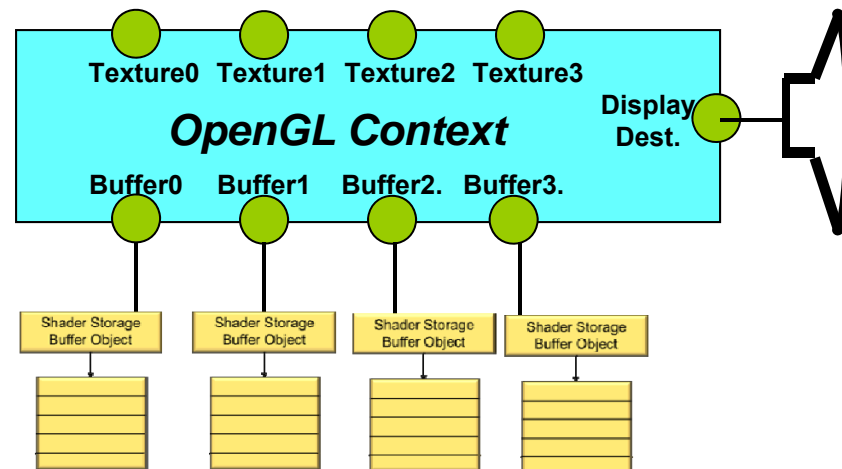 Texture0 Texture1 Texture2 Texture3
Display
Dest.
OpenGL Context
Buffer0 Buffer1 Buffer2. Buffer3.
Shader Storage
Buffer Object
Shader Storage
Buffer Object
Shader Storage
Buffer Object
Shader Storage
Buffer Object